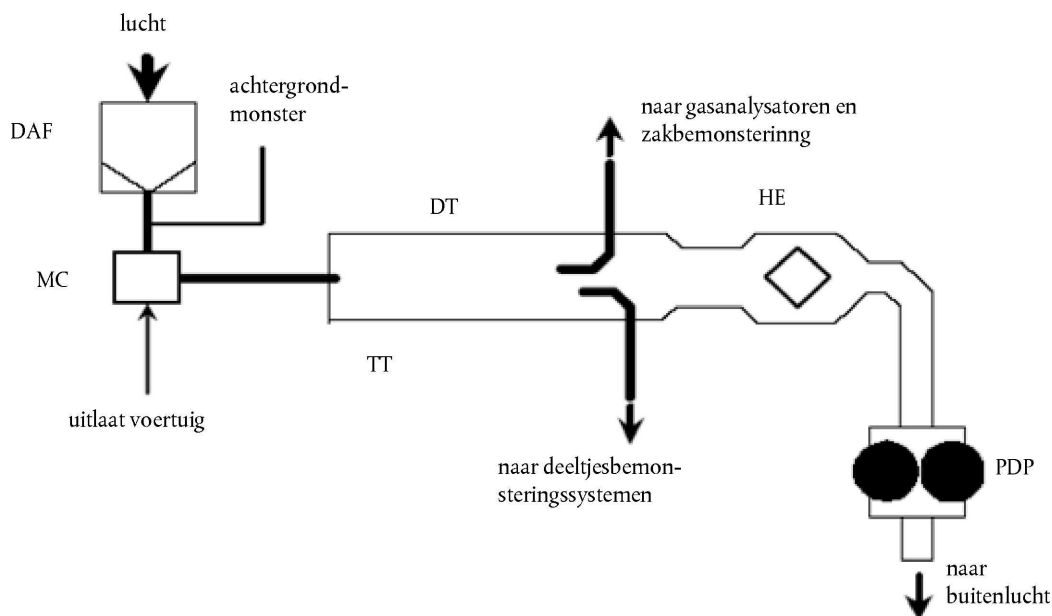 lucht
achtergrond-
monster
DAF
naar gasanalysatoren en
zakbemonsterinng
DT
HE
MC
TT
uitlaat voertuig
naar deeltjesbemon-
steringssystemen
PDP
naar
buitenlucht